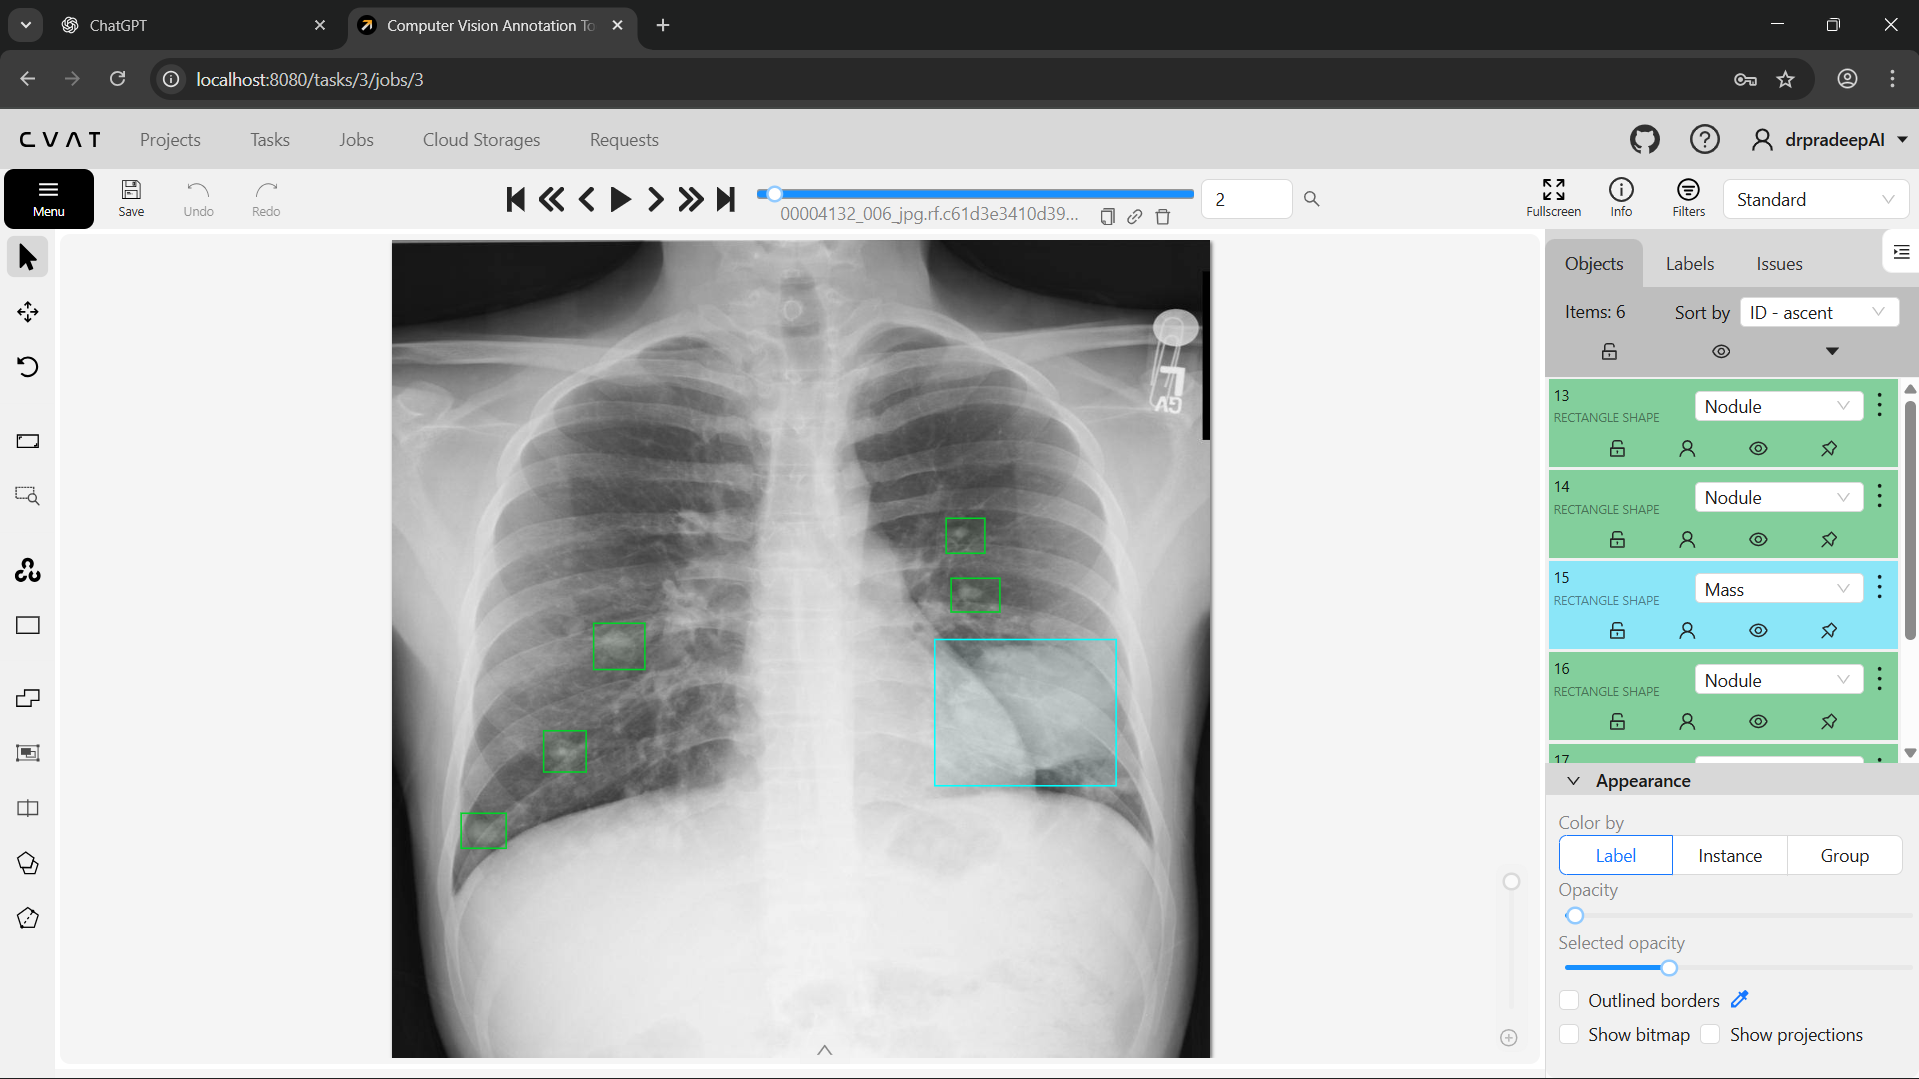 ChatGPT
Computer Vision Annotation To
localhost:8080/tasks/3/jobs/3
CVAT
Projects
Tasks
Jobs
Cloud Storages
Requests
drpradeepAI
Menu
Save
Undo
Redo
00004132_006_jpg.rf.c61d3e3410d39...
2
Fullscreen
Info
Filters
Standard
Objects
Labels
Issues
Items: 6
Sort by
ID - ascent
13
RECTANGLE SHAPE
Nodule
14
RECTANGLE SHAPE
Nodule
15
RECTANGLE SHAPE
Mass
16
RECTANGLE SHAPE
Nodule
17
Appearance
Color by
Label
Instance
Group
Opacity
Selected opacity
Outlined borders
Show bitmap
Show projections